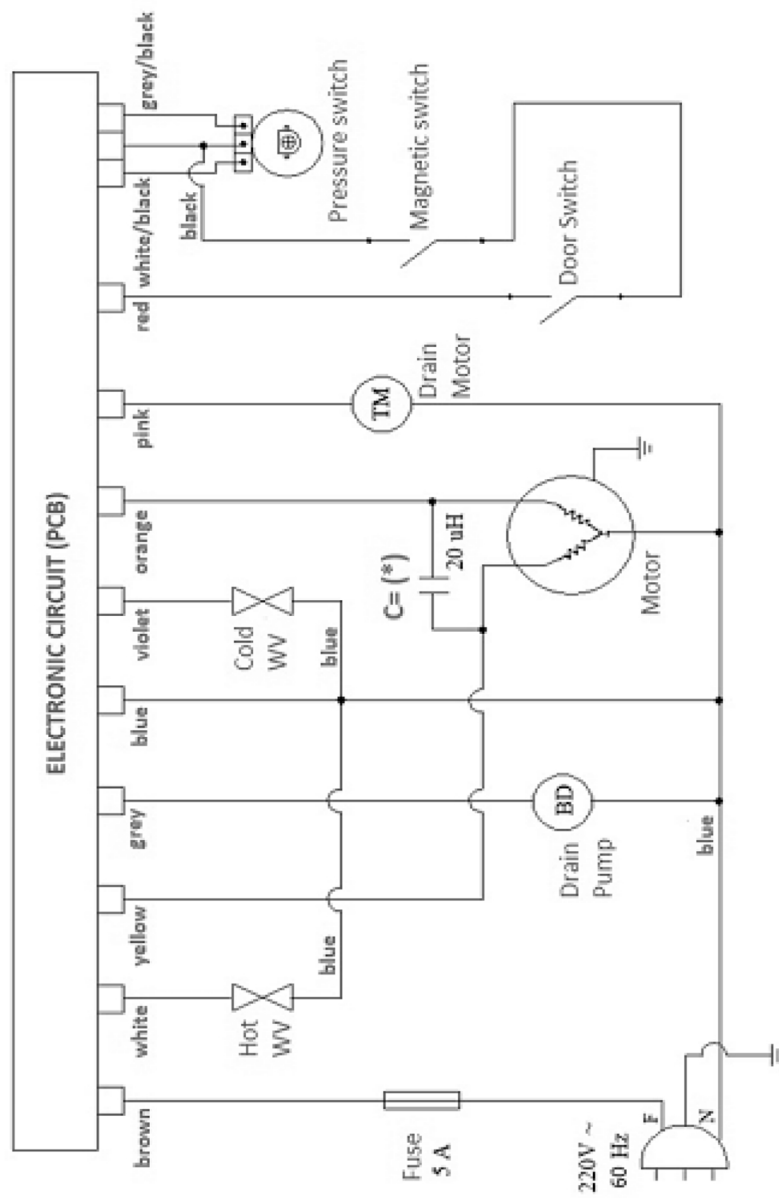 ELECTRONIC CIRCUIT (PCB)
brown
white
yellow
grey
blue
violet
orange
pink
red
white/black
grey/black
black
Hot
WV
Cold
WV
blue
blue
Fuse
5 A
C= (*)
20 uH
TM
Drain
Motor
Pressure switch
Magnetic switch
Door Switch
BD
Drain
Pump
Motor
blue
220V ~
60 Hz
F
N